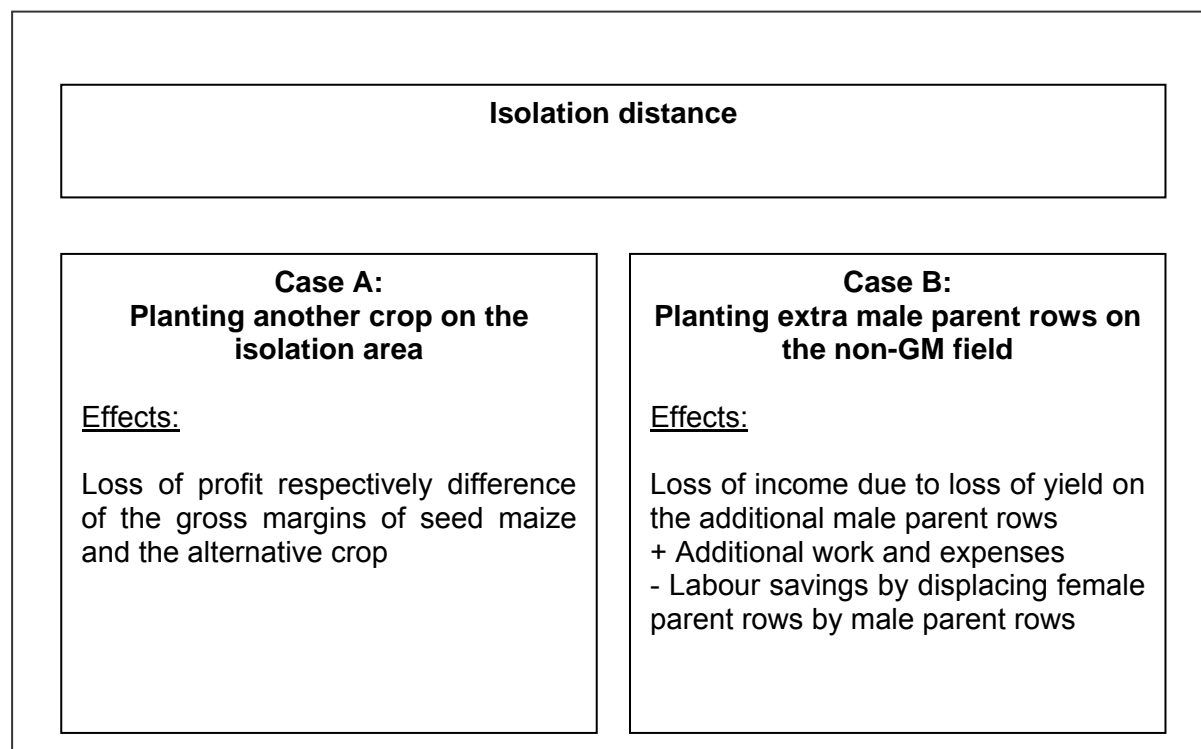 Isolation distance
Case A:
Planting another crop on the
isolation area
Effects:
Loss of profit respectively difference
of the gross margins of seed maize
and the alternative crop
Case B:
Planting extra male parent rows on
the non-GM field
Effects:
Loss of income due to loss of yield on
the additional male parent rows
+ Additional work and expenses
- Labour savings by displacing female
parent rows by male parent rows